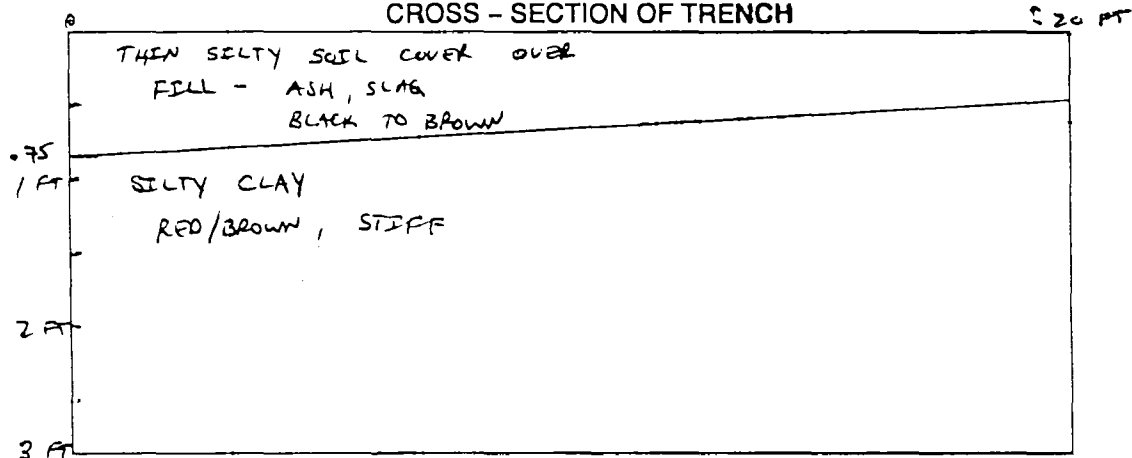 CROSS - SECTION OF TRENCH
0
20 FT
THIN SILTY SOIL COVER OVER
FILL - ASH, SLAG
BLACK TO BROWN
.75
1 FT
SILTY CLAY
RED/BROWN, STIFF
2 FT
3 FT